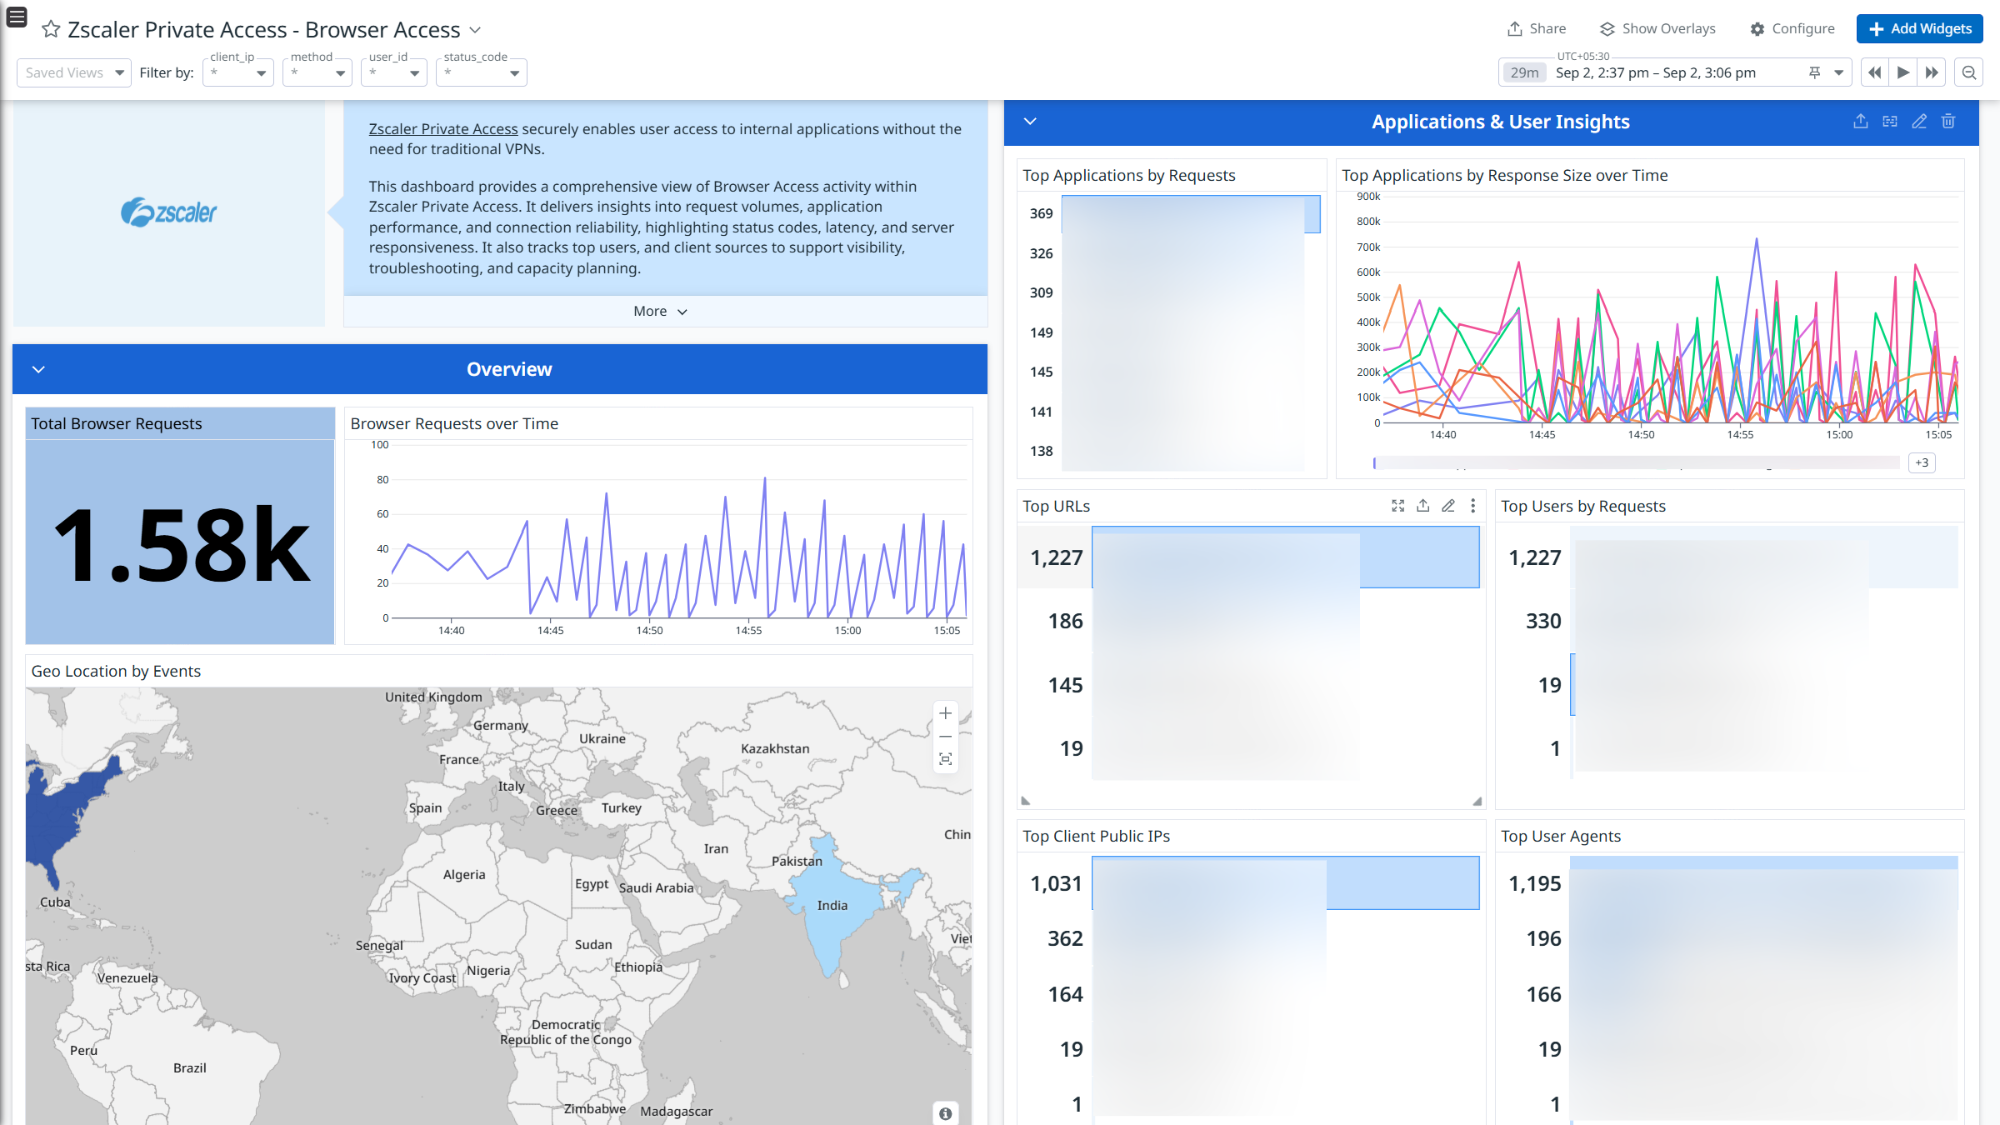 Zscaler Private Access - Browser Access
Share
Show Overlays
Configure
Add Widgets
Saved Views
Filter by:
client_ip
*
method
*
user_id
*
status_code
*
UTC+05:30
29m
Sep 2, 2:37 pm – Sep 2, 3:06 pm
zscaler
Zscaler Private Access securely enables user access to internal applications without the
need for traditional VPNs.
This dashboard provides a comprehensive view of Browser Access activity within
Zscaler Private Access. It delivers insights into request volumes, application
performance, and connection reliability, highlighting status codes, latency, and server
responsiveness. It also tracks top users, and client sources to support visibility,
troubleshooting, and capacity planning.
More
Overview
Total Browser Requests
1.58k
Browser Requests over Time
100
80
60
40
20
0
14:40
14:45
14:50
14:55
15:00
15:05
Geo Location by Events
United Kingdom
Germany
Ukraine
Kazakhstan
France
Italy
Spain
Greece
Turkey
Chin
Iran
Pakistan
Algeria
Egypt
Saudi Arabia
Cuba
India
Senegal
Sudan
Viet
sta Rica
Venezuela
Ivory Coast
Nigeria
Ethiopia
Democratic
Republic of the Congo
Peru
Brazil
Zimbabwe
Madagascar
Applications & User Insights
Top Applications by Requests
369
326
309
149
145
141
138
Top Applications by Response Size over Time
900k
800k
700k
600k
500k
400k
300k
200k
100k
0
14:40
14:45
14:50
14:55
15:00
15:05
+3
Top URLs
1,227
186
145
19
Top Users by Requests
1,227
330
19
1
Top Client Public IPs
1,031
362
164
19
1
Top User Agents
1,195
196
166
19
1